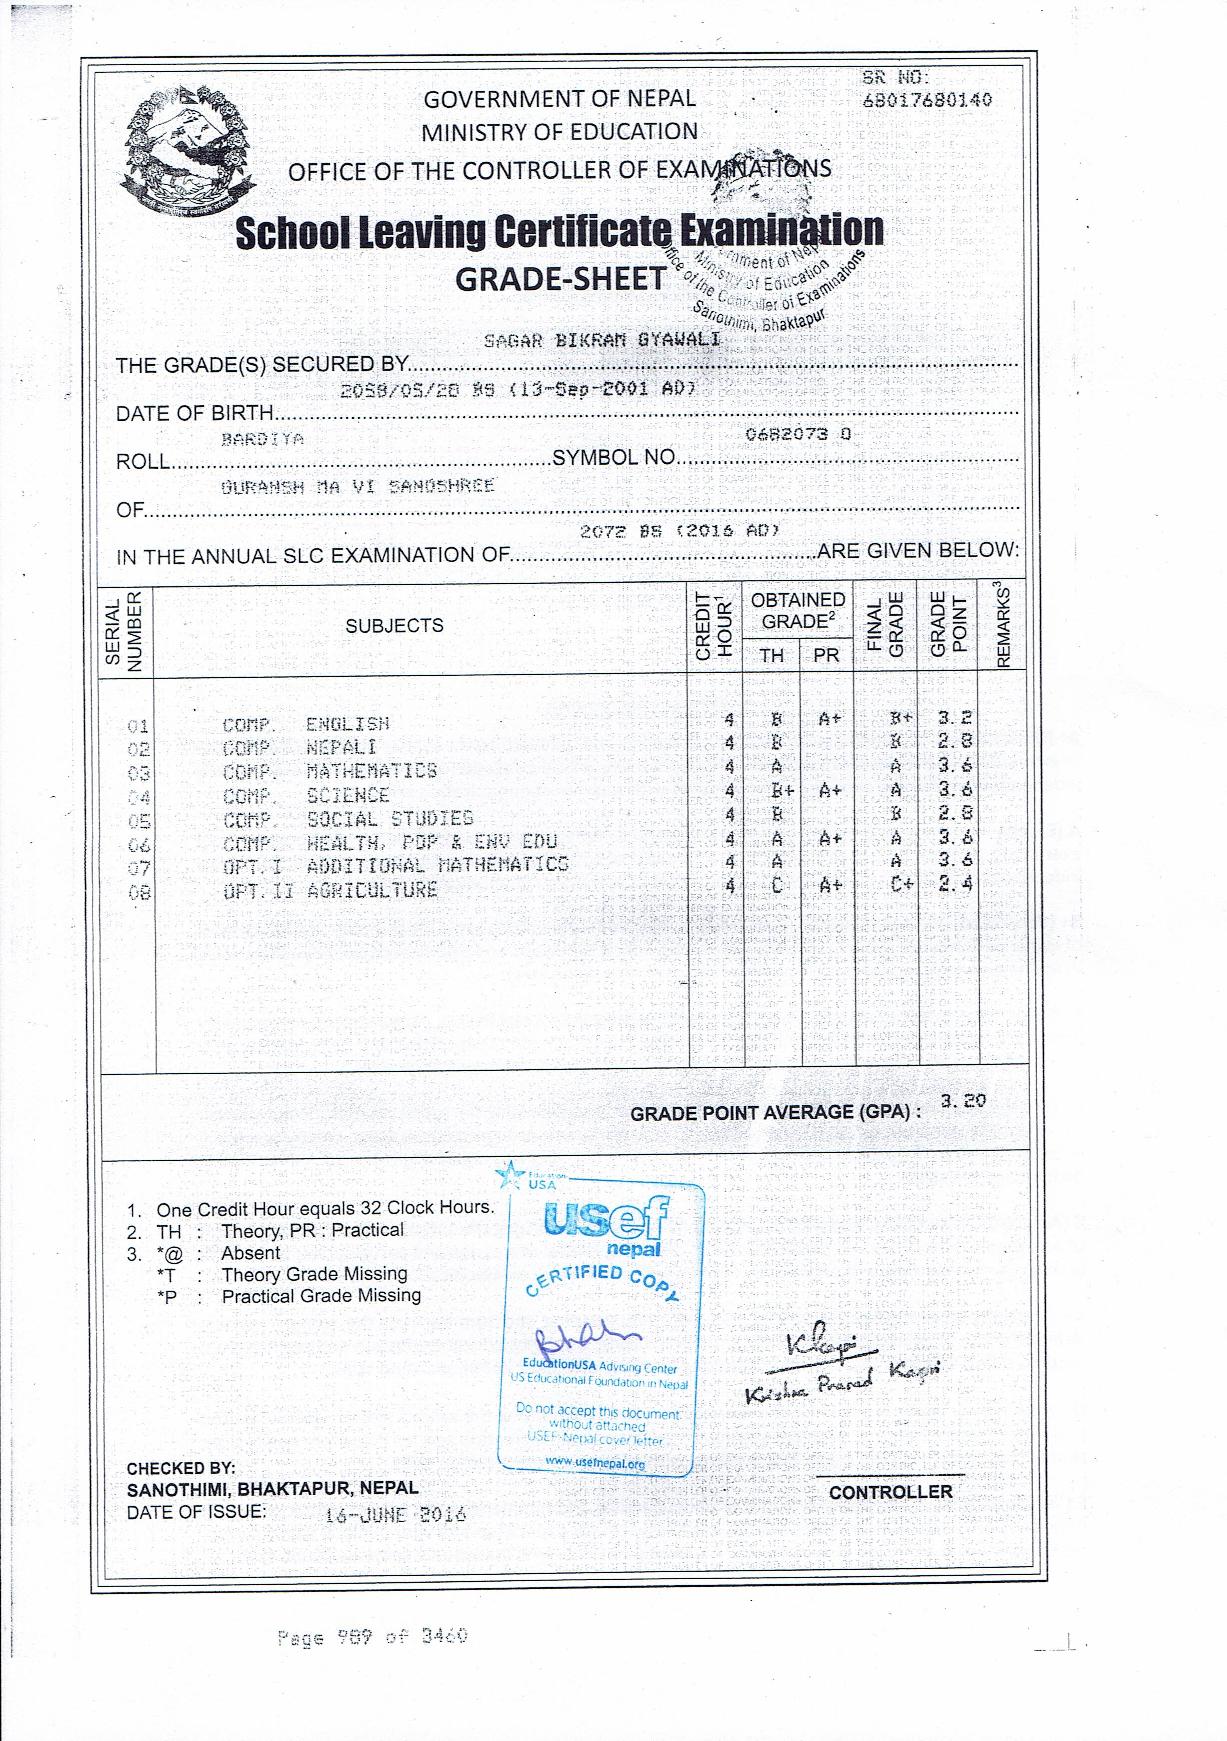 SR NO:
68017680140
GOVERNMENT OF NEPAL
MINISTRY OF EDUCATION
OFFICE OF THE CONTROLLER OF EXAMINATIONS
School Leaving Certificate Examination
GRADE-SHEET
Government of Nepal
Ministry of Education
Office of the Controller of Examinations
Sanothimi, Bhaktapur
SAGAR BIKRAM GYAWALI
THE GRADE(S) SECURED BY
2058/05/28 BS (13-Sep-2001 AD)
DATE OF BIRTH
BARDIYA 0682073 Q
ROLL SYMBOL NO.
GURANSH MA VI SANOSHREE
OF
2072 BS (2016 AD)
IN THE ANNUAL SLC EXAMINATION OF ARE GIVEN BELOW:
SERIAL NUMBER SUBJECTS CREDIT HOUR1 OBTAINED GRADE2 FINAL GRADE GRADE POINT REMARKS3
TH PR
01 COMP. ENGLISH 4 B A+ B+ 3.2
02 COMP. NEPALI 4 B B 2.8
03 COMP. MATHEMATICS 4 A A 3.6
04 COMP. SCIENCE 4 B+ A+ A 3.6
05 COMP. SOCIAL STUDIES 4 B B 2.8
06 COMP. HEALTH, POP & ENV EDU 4 A A+ A 3.6
07 OPT.I ADDITIONAL MATHEMATICS 4 A A 3.6
08 OPT.II AGRICULTURE 4 C A+ C+ 2.4
GRADE POINT AVERAGE (GPA) : 3.20
1. One Credit Hour equals 32 Clock Hours.
2. TH : Theory, PR : Practical
3. *@ : Absent
*T : Theory Grade Missing
*P : Practical Grade Missing
Education
USA
usef
nepal
CERTIFIED COPY
EducationUSA Advising Center
US Educational Foundation in Nepal
Do not accept this document
without attached
USEF-Nepal cover letter
www.usefnepal.org
Krishna Prasad Kapri
CHECKED BY:
SANOTHIMI, BHAKTAPUR, NEPAL
DATE OF ISSUE: 16-JUNE 2016
CONTROLLER
Page 989 of 3460